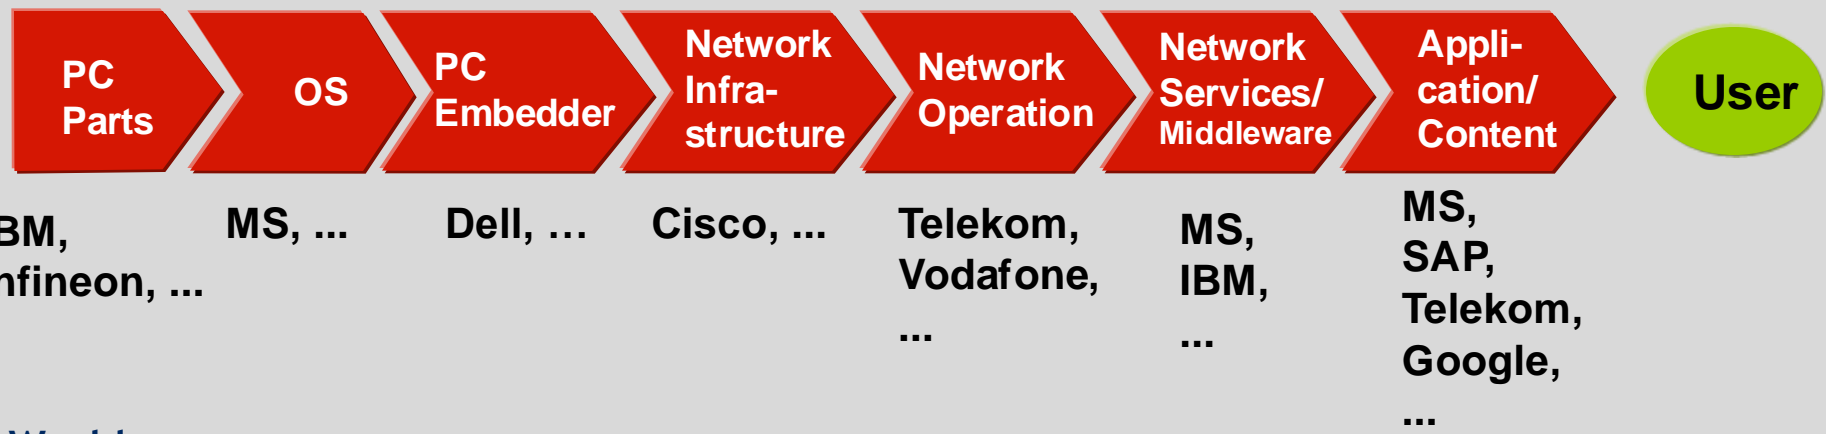 PC
Parts
OS
PC
Embedder
Network
Infra-
structure
Network
Operation
Network
Services/
Middleware
Appli-
cation/
Content
User
BM,
nfineon, ...
MS, ...
Dell, …
Cisco, ...
Telekom,
Vodafone,
...
MS,
IBM,
...
MS,
SAP,
Telekom,
Google,
...